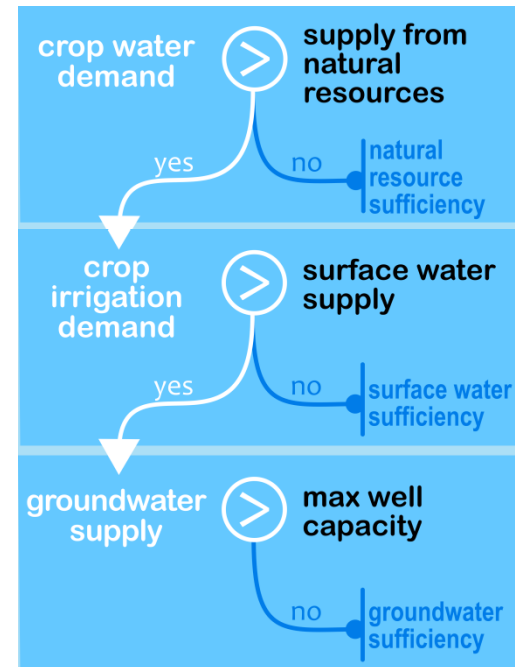 crop water
demand
>
supply from
natural
resources
yes
no
natural
resource
sufficiency
crop
irrigation
demand
>
surface water
supply
yes
no
surface water
sufficiency
groundwater
supply
>
max well
capacity
no
groundwater
sufficiency